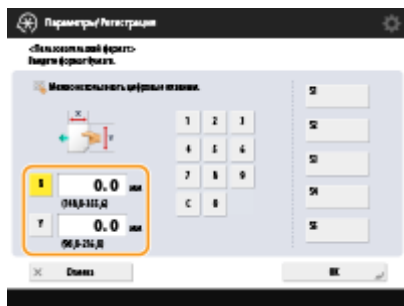 Параметры/Регистрация
<Пользовательский формат>
Введите формат бумаги.
Можно использовать цифровые клавиши.
X
Y
1 2 3
4 5 6
7 8 9
C 0
X 0.0 мм
Y 0.0 мм
S1
S2
S3
S4
S5
Отмена
OK